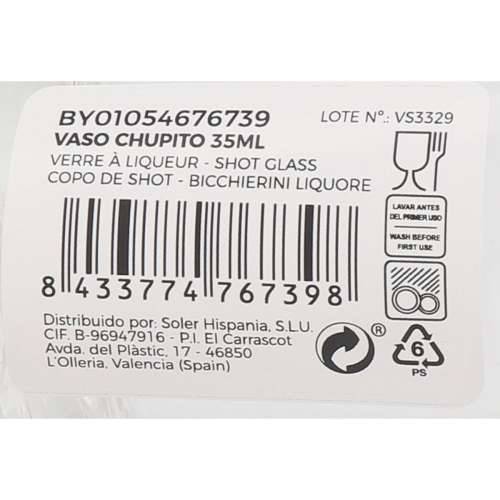 BY01054676739
LOTE Nº.: VS3329
VASO CHUPITO 35ML
VERRE À LIQUEUR - SHOT GLASS
COPO DE SHOT - BICCHIERINI LIQUORE
LAVAR ANTES
DEL PRIMER USO
WASH BEFORE
FIRST USE
8 433774 767398
Distribuido por: Soler Hispania, S.L.U.
CIF. B-96947916 - P.I. El Carrascot
Avda. del Plàstic, 17 - 46850
L'Olleria, Valencia (Spain)
®
6
PS